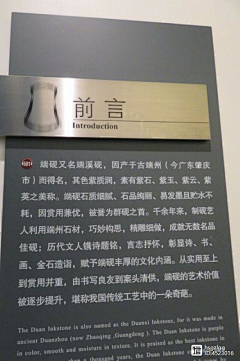 前言
Introduction
端砚又名端溪砚，因产于古端州（今广东肇庆
市）而得名，其色紫质润，素有紫石、紫玉、紫云、紫
英之美称。端砚石质细腻、石品绚丽、易发墨且贮水不
耗，因赏用兼优，被誉为群砚之首。千余年来，制砚艺
人利用端州石材，巧妙构思，精雕细做，成就无数名品
佳砚；历代文人镌诗题铭，言志抒怀，彰显诗、书、
画、金石造诣，赋予端砚丰厚的文化内涵。从实用至上
到赏用并重，由书写良友到案头清供，端砚的艺术价值
被逐步提升，堪称我国传统工艺中的一朵奇葩。
The Duan Inkstone is also named as the Duanxi Inkstone, for it was made in
ancient Duanzhou (now Zhaoqing ,Guangdong ). The Duan Inkstone is purple
in color, smooth and moisture in texture. It is praised as the best inkstone in